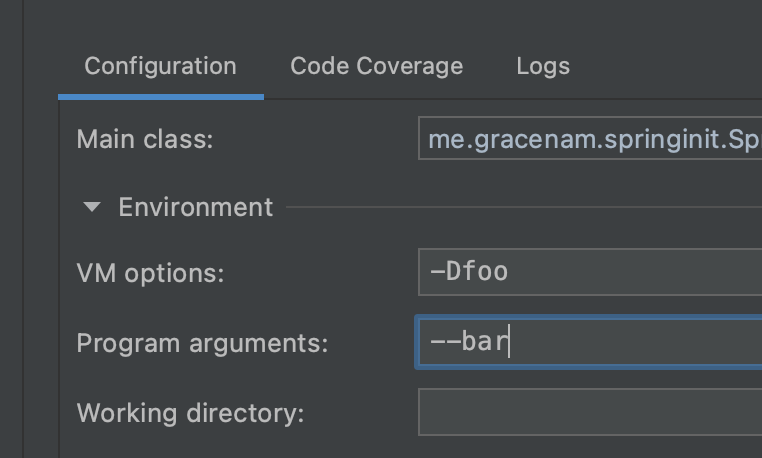 Configuration Code Coverage Logs
Main class: me.gracenam.springinit.Sp
Environment
VM options: -Dfoo
Program arguments: --bar
Working directory: